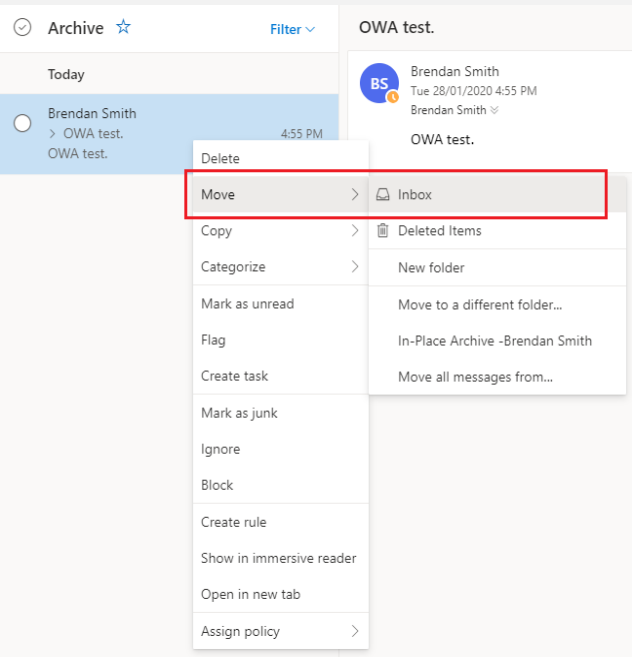 Archive
Filter
Today
Brendan Smith
OWA test.
4:55 PM
OWA test.
OWA test.
BS
Brendan Smith
Tue 28/01/2020 4:55 PM
Brendan Smith
OWA test.
Delete
Move
Copy
Categorize
Mark as unread
Flag
Create task
Mark as junk
Ignore
Block
Create rule
Show in immersive reader
Open in new tab
Assign policy
Inbox
Deleted Items
New folder
Move to a different folder...
In-Place Archive -Brendan Smith
Move all messages from...